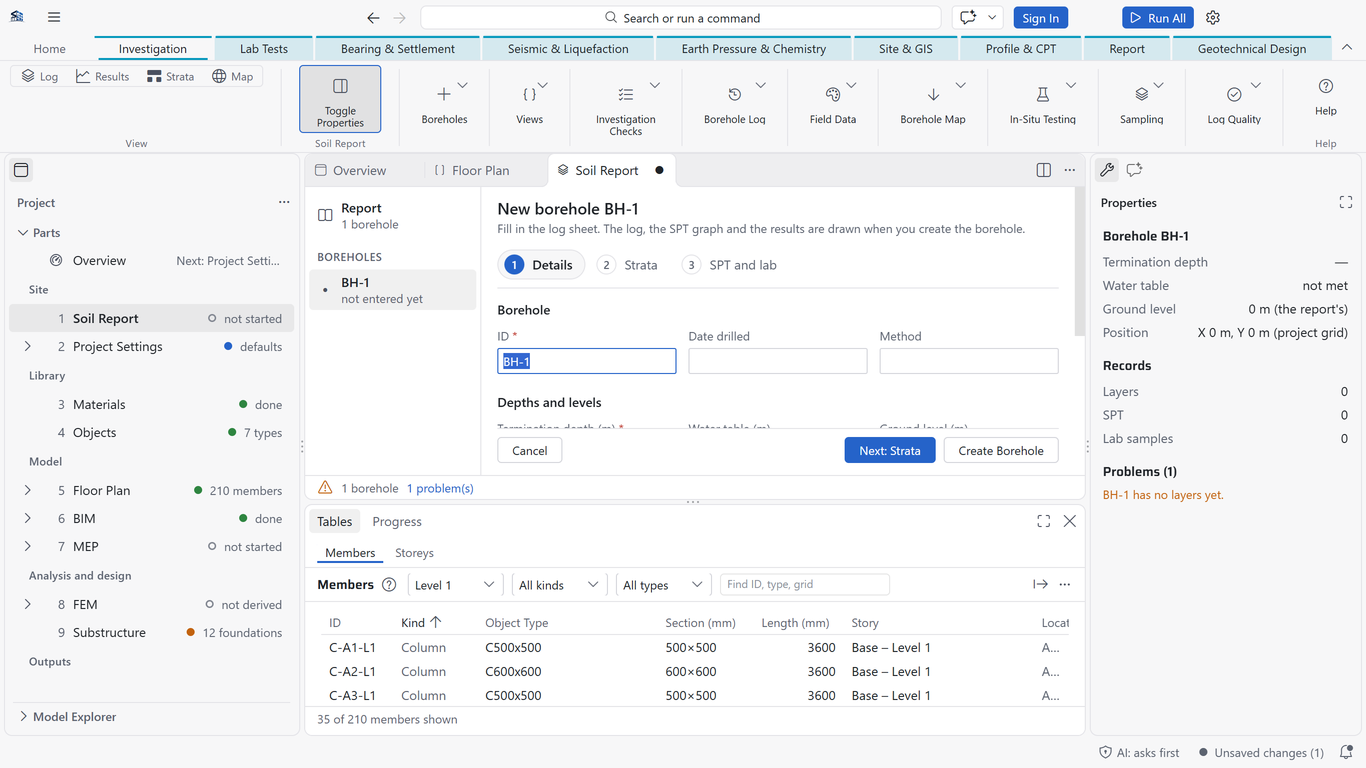 Search or run a command
Sign In
Run All
Home
Investigation
Lab Tests
Bearing & Settlement
Seismic & Liquefaction
Earth Pressure & Chemistry
Site & GIS
Profile & CPT
Report
Geotechnical Design
Log
Results
Strata
Map
View
Toggle Properties
Soil Report
Boreholes
Views
Investigation Checks
Borehole Log
Field Data
Borehole Map
In-Situ Testing
Sampling
Log Quality
Help
Help
Project
Parts
Overview Next: Project Setti...
Site
1 Soil Report not started
2 Project Settings defaults
Library
3 Materials done
4 Objects 7 types
Model
5 Floor Plan 210 members
6 BIM done
7 MEP not started
Analysis and design
8 FEM not derived
9 Substructure 12 foundations
Outputs
Model Explorer
Overview
Floor Plan
Soil Report
Report
1 borehole
BOREHOLES
BH-1
not entered yet
New borehole BH-1
Fill in the log sheet. The log, the SPT graph and the results are drawn when you create the borehole.
1 Details
2 Strata
3 SPT and lab
Borehole
ID * Date drilled Method
BH-1
Depths and levels
Termination depth (m) * Water table (m) Ground level (m)
Cancel
Next: Strata
Create Borehole
1 borehole 1 problem(s)
Tables
Progress
Members
Storeys
Members
Level 1
All kinds
All types
Find ID, type, grid
ID Kind Object Type Section (mm) Length (mm) Story Locat
C-A1-L1 Column C500x500 500×500 3600 Base – Level 1 A...
C-A2-L1 Column C600x600 600×600 3600 Base – Level 1 A...
C-A3-L1 Column C500x500 500×500 3600 Base – Level 1 A...
35 of 210 members shown
Properties
Borehole BH-1
Termination depth —
Water table not met
Ground level 0 m (the report's)
Position X 0 m, Y 0 m (project grid)
Records
Layers 0
SPT 0
Lab samples 0
Problems (1)
BH-1 has no layers yet.
AI: asks first
Unsaved changes (1)